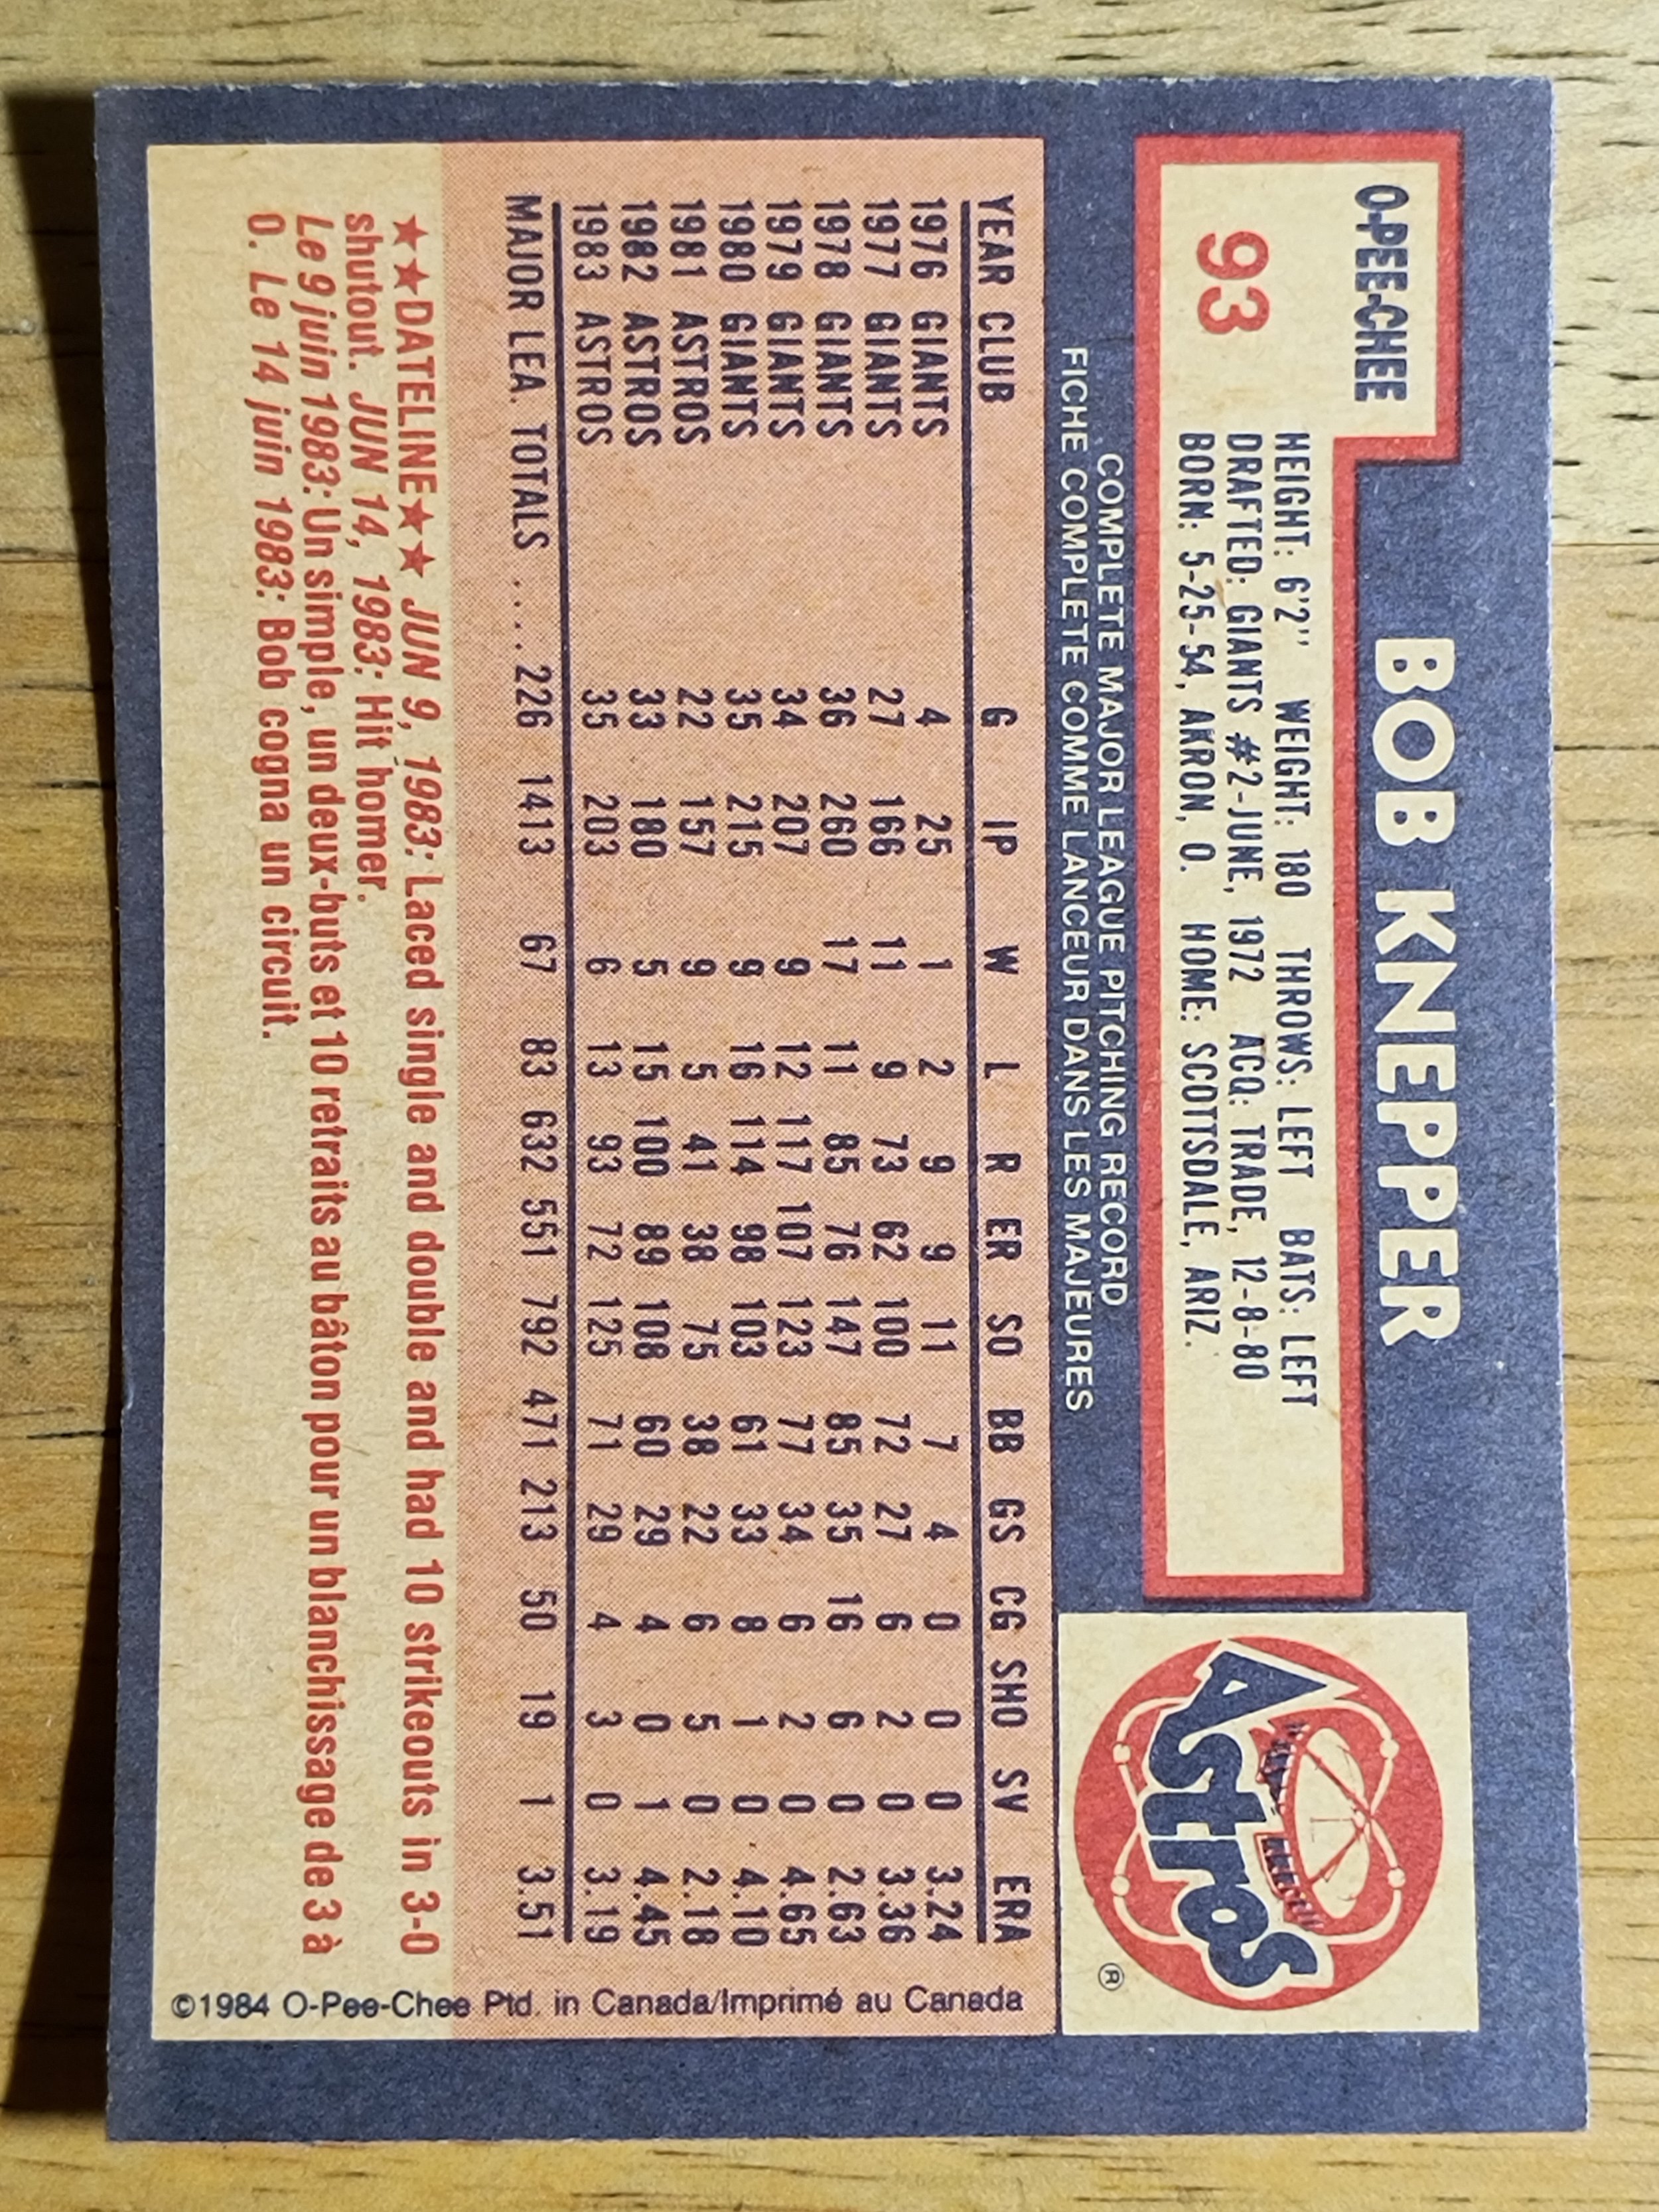 O-PEE-CHEE
BOB KNEPPER
93
HEIGHT: 6'2" WEIGHT: 180 THROWS: LEFT BATS: LEFT
DRAFTED: GIANTS #2-JUNE, 1972 ACQ: TRADE, 12-8-80
BORN: 5-25-54, AKRON, O. HOME: SCOTTSDALE, ARIZ.
Astros
®
COMPLETE MAJOR LEAGUE PITCHING RECORD
FICHE COMPLETE COMME LANCEUR DANS LES MAJEURES
YEAR CLUB G IP W L R ER SO BB GS CG SHO SV ERA
1976 GIANTS 4 25 1 2 9 9 11 7 4 0 0 0 3.24
1977 GIANTS 27 166 11 9 73 62 100 72 27 6 2 0 3.36
1978 GIANTS 36 260 17 11 85 76 147 85 35 16 6 0 2.63
1979 GIANTS 34 207 9 12 117 107 123 77 34 6 2 0 4.65
1980 GIANTS 35 215 9 16 114 98 103 61 33 8 1 0 4.10
1981 ASTROS 22 157 9 5 41 38 75 38 22 6 5 0 2.18
1982 ASTROS 33 180 5 15 100 89 108 60 29 4 0 1 4.45
1983 ASTROS 35 203 6 13 93 72 125 71 29 4 3 0 3.19
MAJOR LEA. TOTALS ..... 226 1413 67 83 632 551 792 471 213 50 19 1 3.51
★★DATELINE★★ JUN 9, 1983: Laced single and double and had 10 strikeouts in 3-0
shutout. JUN 14, 1983: Hit homer.
Le 9 juin 1983: Un simple, un deux-buts et 10 retraits au bâton pour un blanchissage de 3 à
0. Le 14 juin 1983: Bob cogna un circuit.
©1984 O-Pee-Chee Ptd. in Canada/Imprimé au Canada